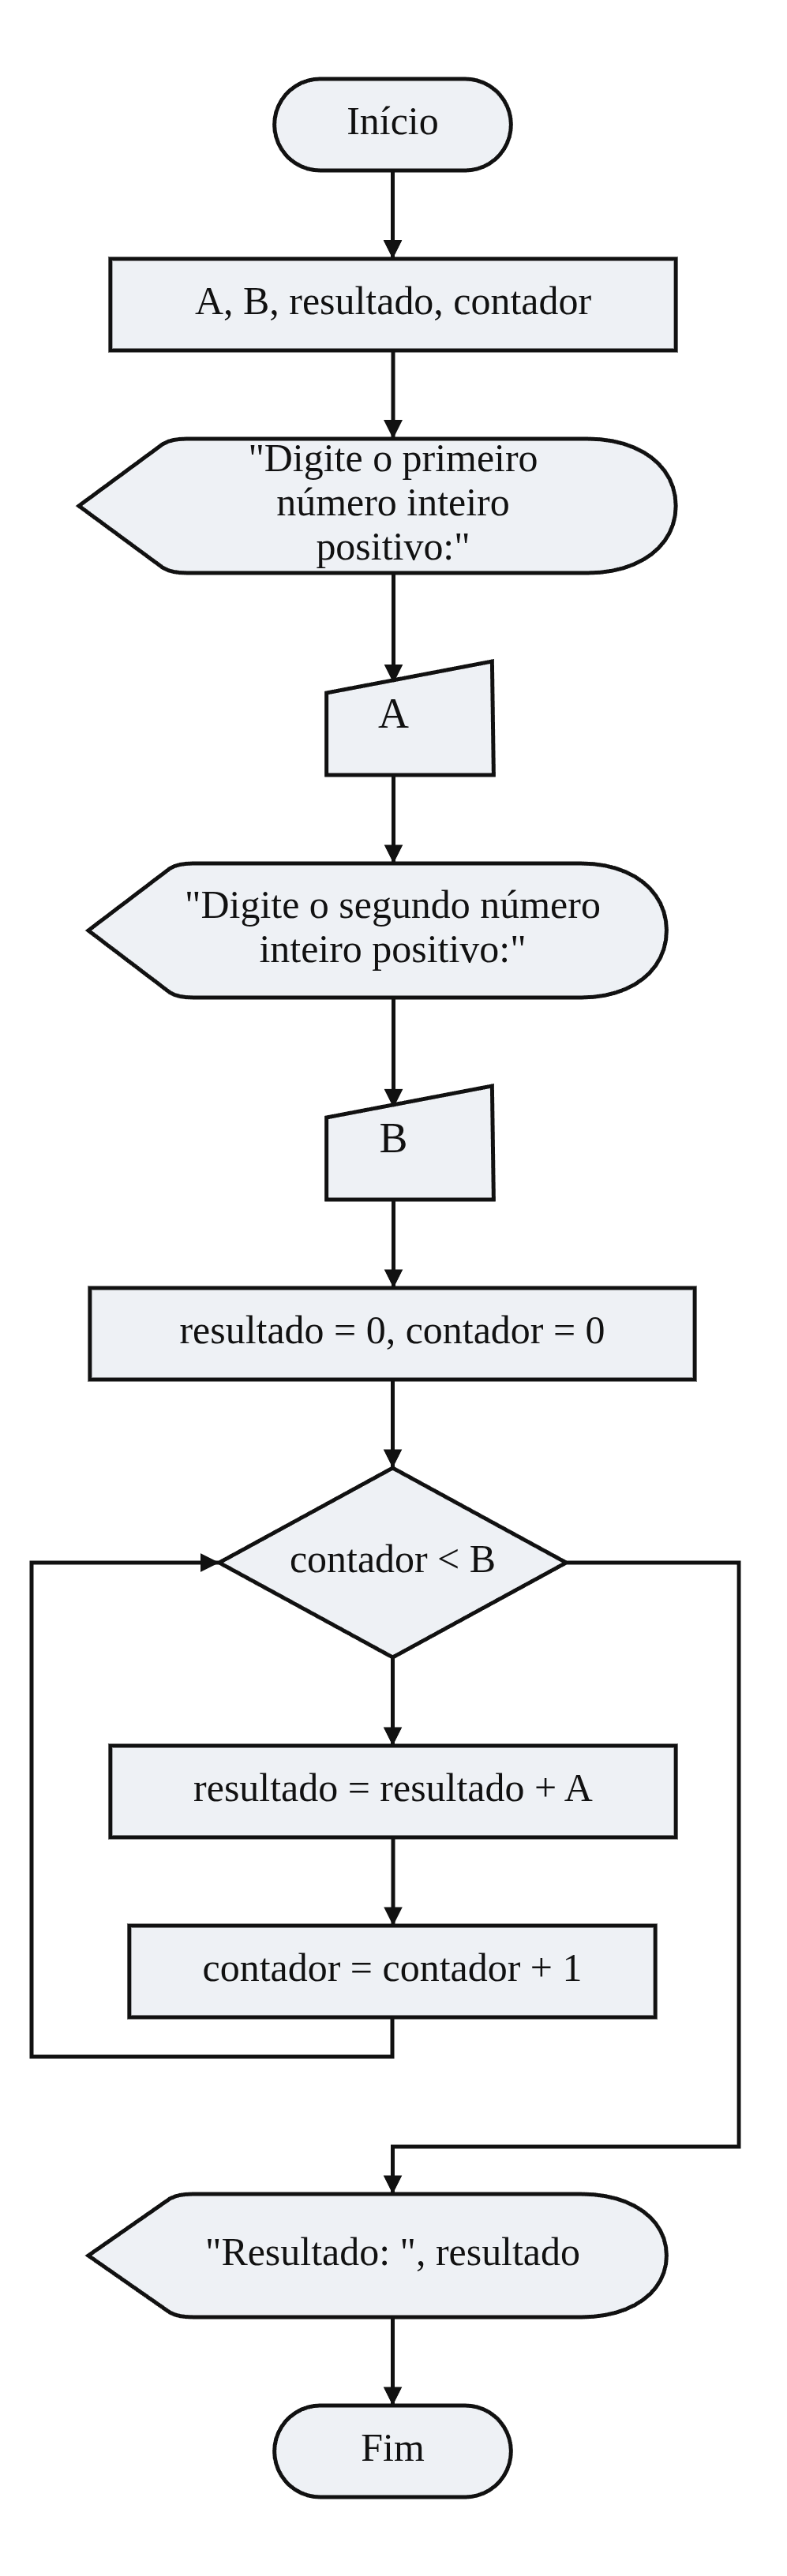 Início
A, B, resultado, contador
"Digite o primeiro
número inteiro
positivo:"
A
"Digite o segundo número
inteiro positivo:"
B
resultado = 0, contador = 0
contador < B
resultado = resultado + A
contador = contador + 1
"Resultado: ", resultado
Fim